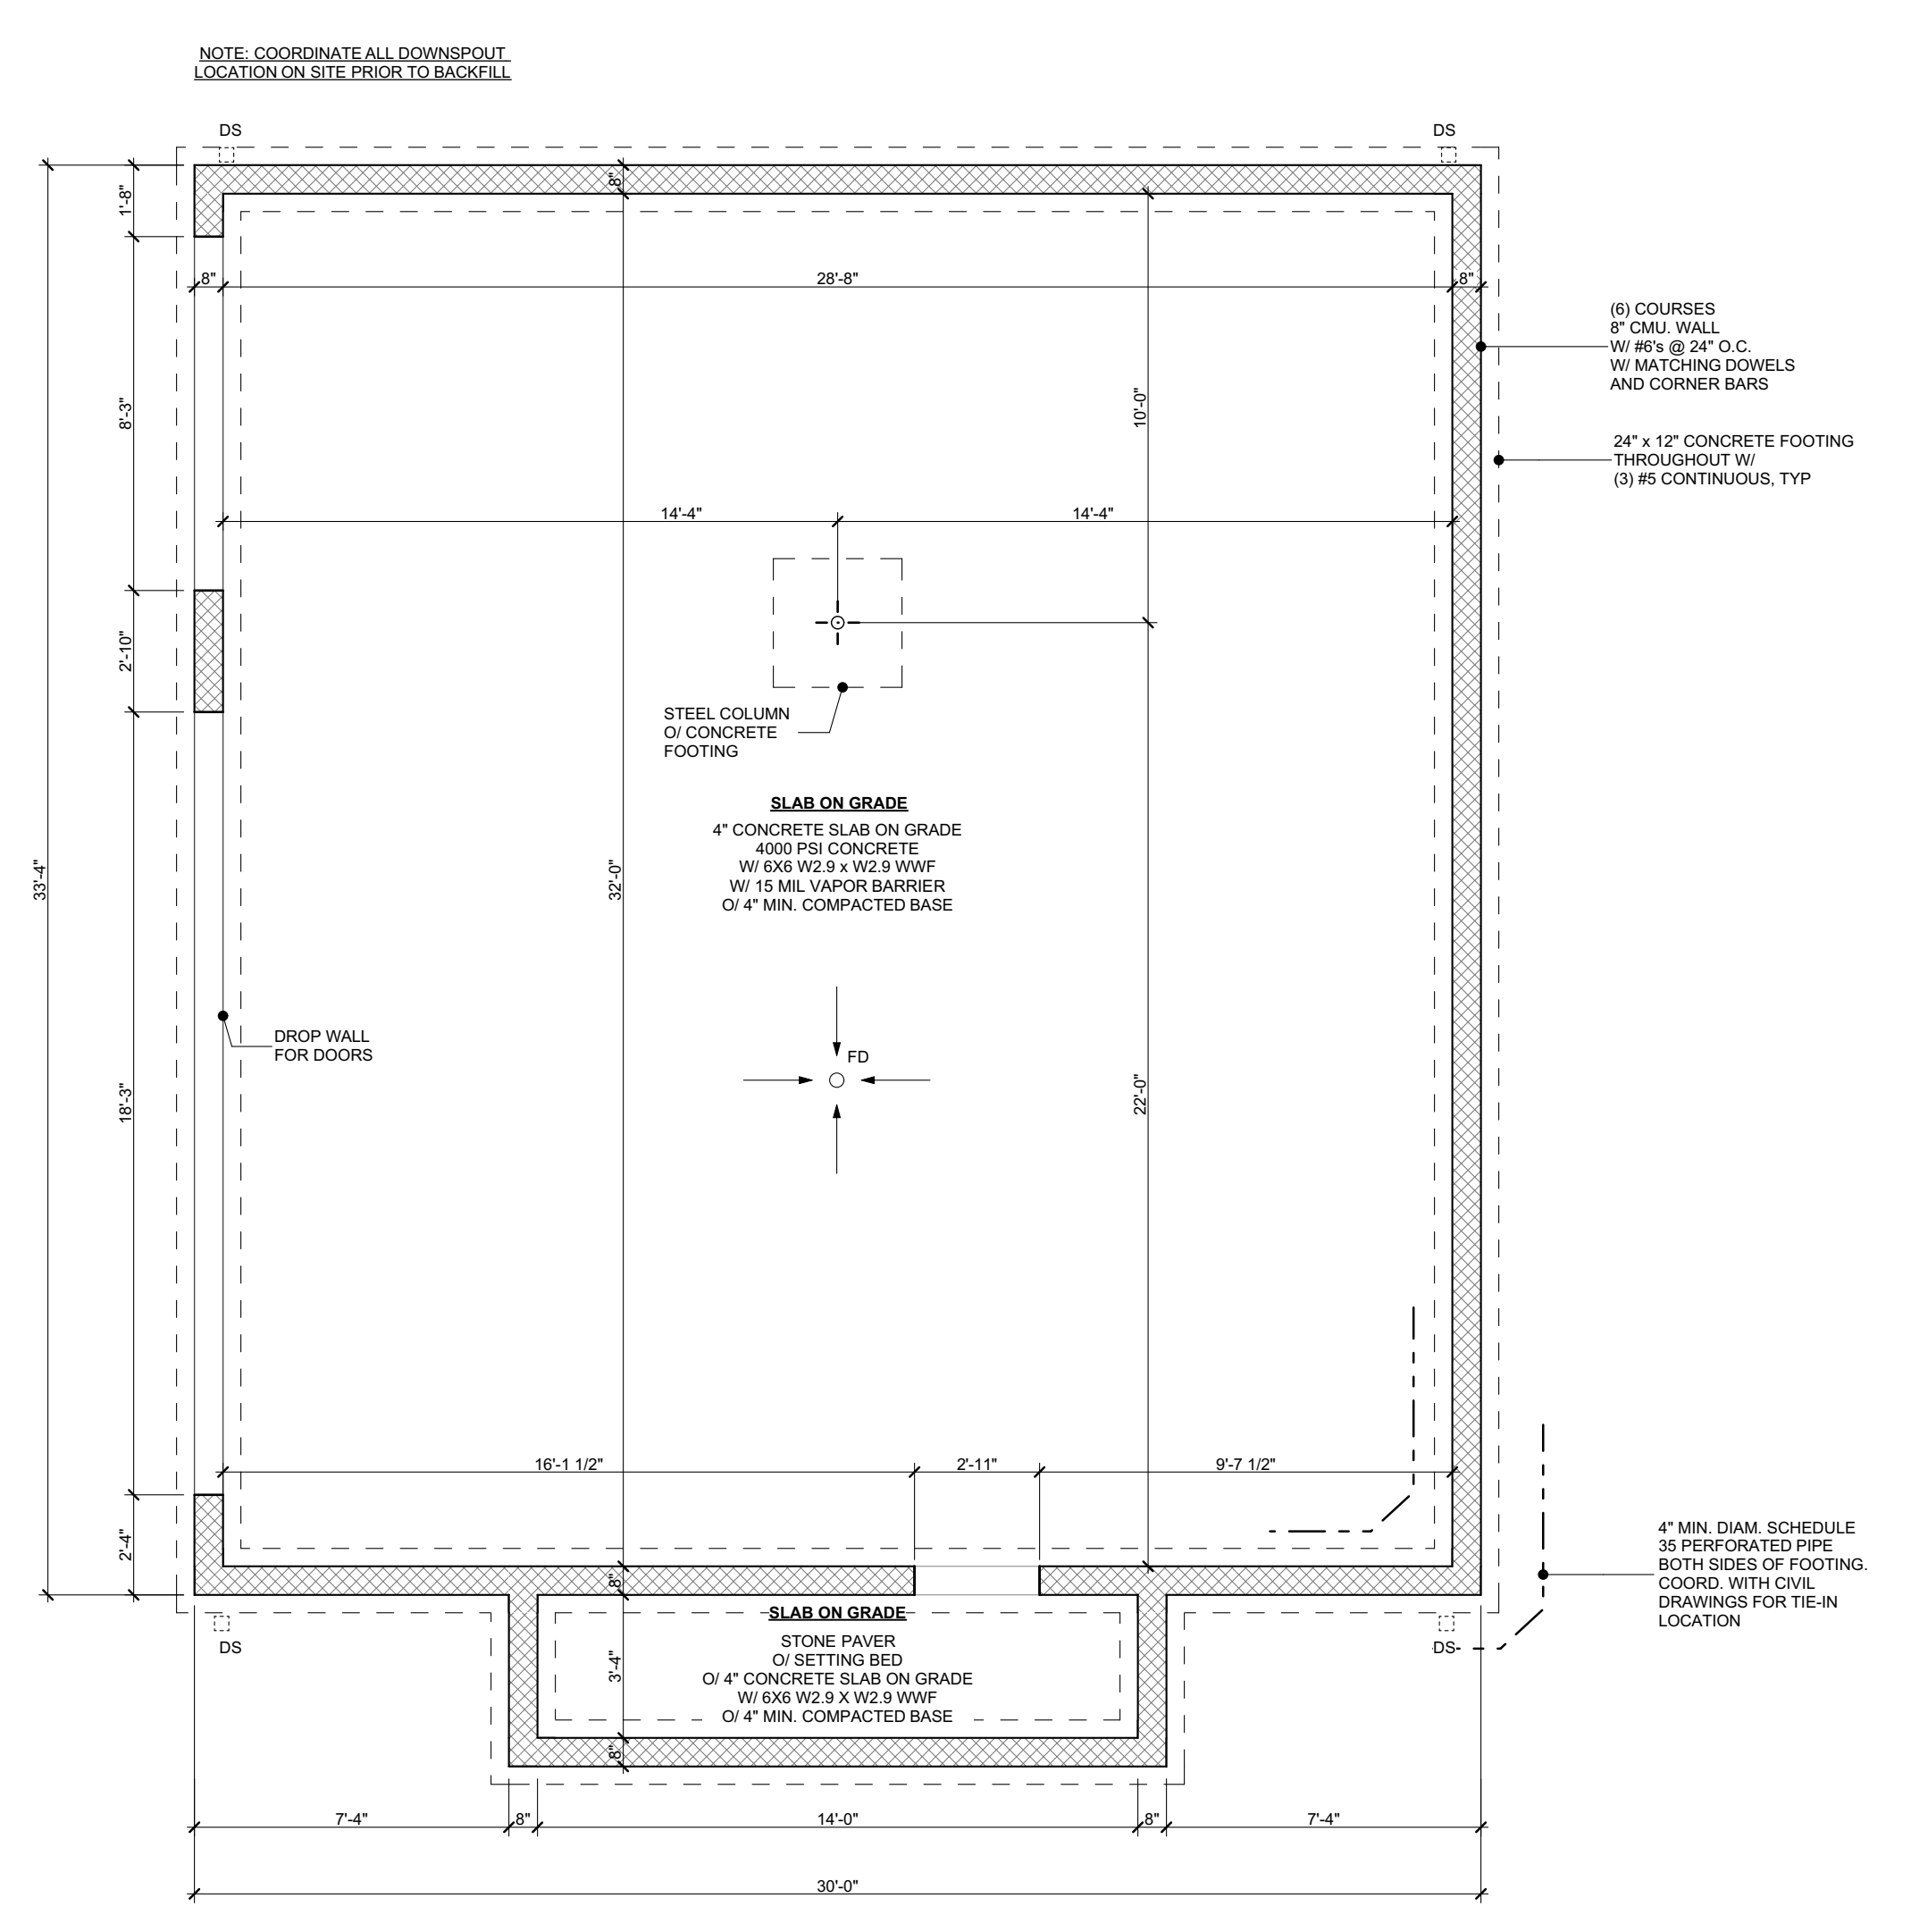 NOTE: COORDINATE ALL DOWNSPOUT
LOCATION ON SITE PRIOR TO BACKFILL
DS
DS
8"
1'-8"
8"
28'-8"
8"
(6) COURSES
8" CMU. WALL
W/ #6's @ 24" O.C.
W/ MATCHING DOWELS
AND CORNER BARS
8'-3"
10'-0"
24" x 12" CONCRETE FOOTING
THROUGHOUT W/
(3) #5 CONTINUOUS, TYP
14'-4"
14'-4"
2'-10"
STEEL COLUMN
O/ CONCRETE
FOOTING
SLAB ON GRADE
4" CONCRETE SLAB ON GRADE
4000 PSI CONCRETE
W/ 6X6 W2.9 x W2.9 WWF
W/ 15 MIL VAPOR BARRIER
O/ 4" MIN. COMPACTED BASE
33'-4"
32'-0"
DROP WALL
FOR DOORS
FD
18'-3"
22'-0"
16'-1 1/2"
2'-11"
9'-7 1/2"
2'-4"
8"
4" MIN. DIAM. SCHEDULE
35 PERFORATED PIPE
BOTH SIDES OF FOOTING.
COORD. WITH CIVIL
DRAWINGS FOR TIE-IN
LOCATION
SLAB ON GRADE
STONE PAVER
O/ SETTING BED
O/ 4" CONCRETE SLAB ON GRADE
W/ 6X6 W2.9 X W2.9 WWF
O/ 4" MIN. COMPACTED BASE
DS
DS
3'-4"
8"
7'-4"
8"
14'-0"
8"
7'-4"
30'-0"